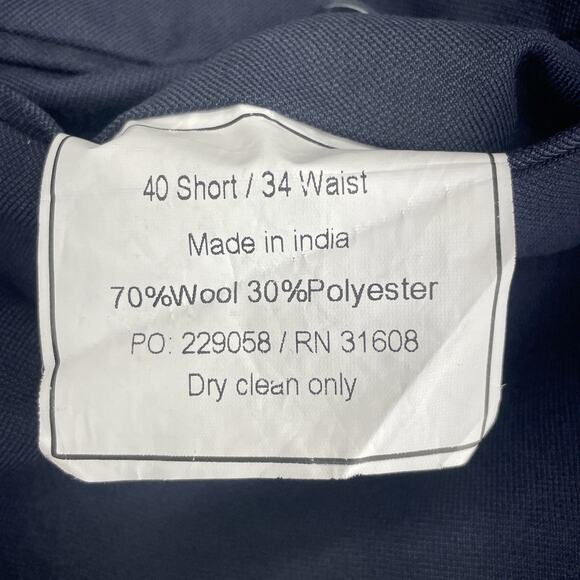 40 Short / 34 Waist
Made in india
70%Wool 30%Polyester
PO: 229058 / RN 31608
Dry clean only